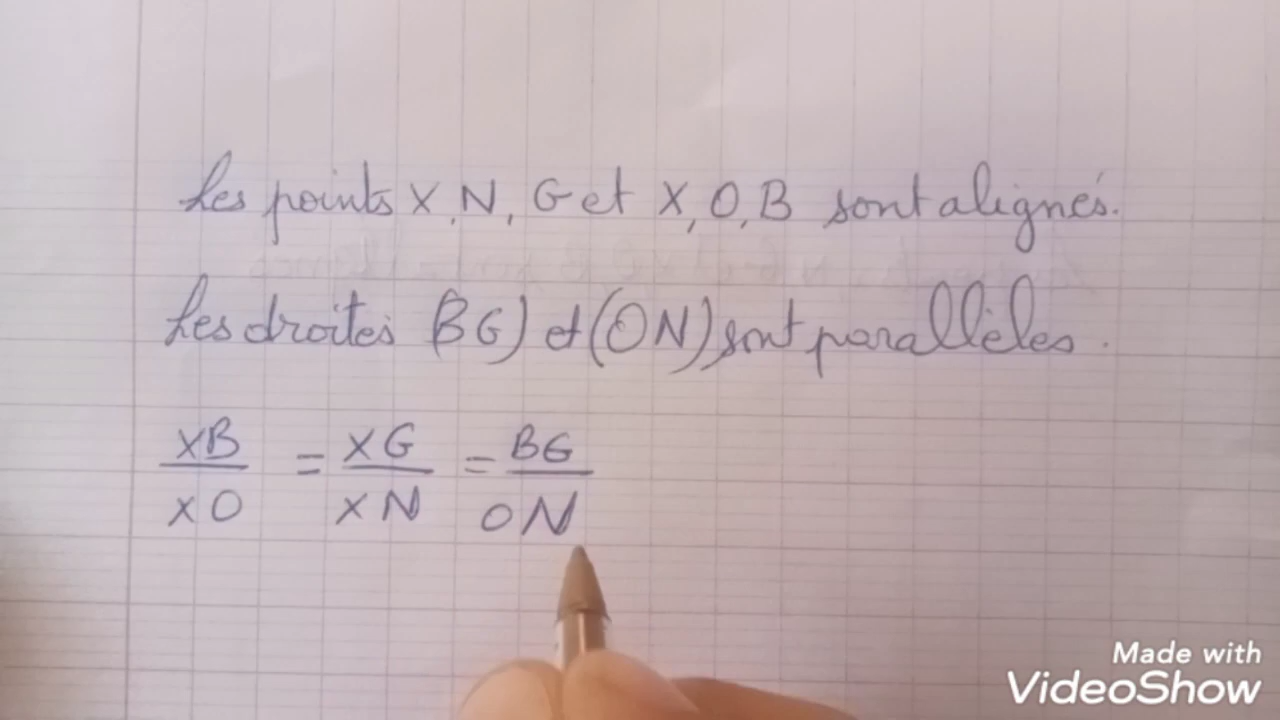 Les points X, N, G et X, O, B sont alignés.
Les droites (BG) et (ON) sont parallèles.
XB = XG = BG
XO XN ON
Made with
VideoShow